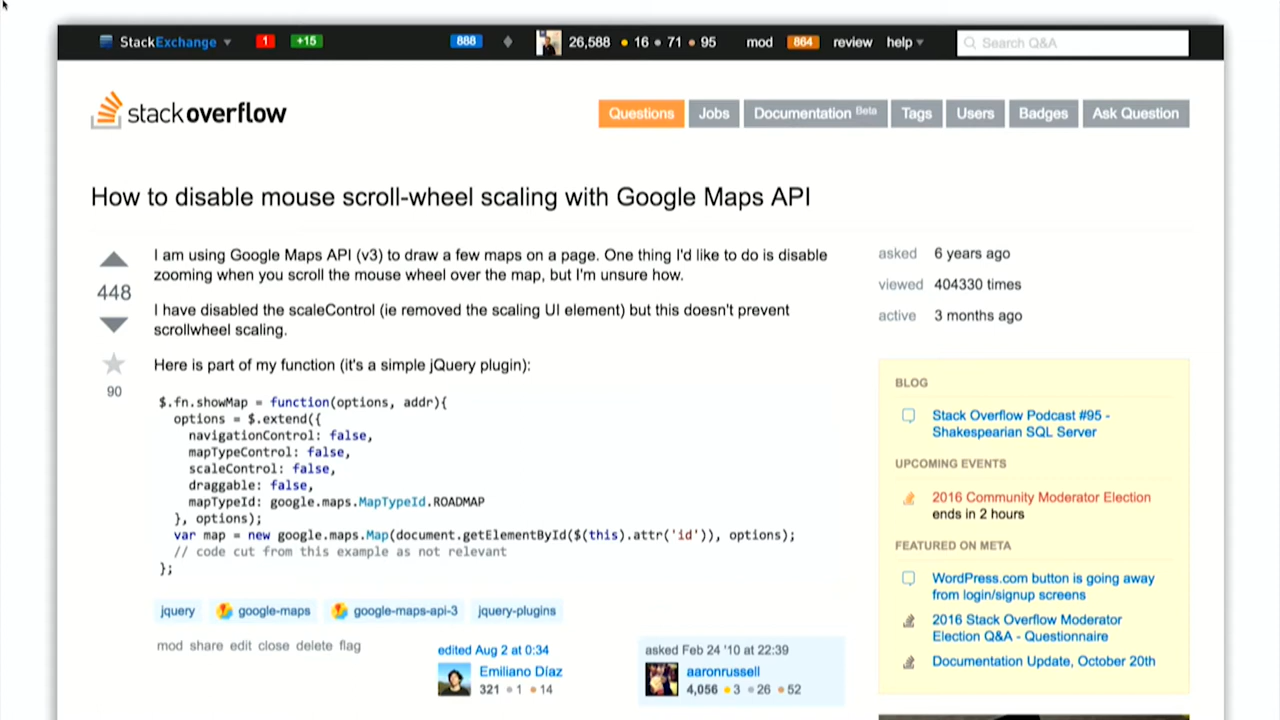 StackExchange 1 +15 888 26,588 16 71 95 mod 864 review help Search Q&A
stackoverflow
Questions Jobs Documentation Beta Tags Users Badges Ask Question
How to disable mouse scroll-wheel scaling with Google Maps API
448
90
I am using Google Maps API (v3) to draw a few maps on a page. One thing I'd like to do is disable
zooming when you scroll the mouse wheel over the map, but I'm unsure how.
I have disabled the scaleControl (ie removed the scaling UI element) but this doesn't prevent
scrollwheel scaling.
Here is part of my function (it's a simple jQuery plugin):
$.fn.showMap = function(options, addr){
options = $.extend({
navigationControl: false,
mapTypeControl: false,
scaleControl: false,
draggable: false,
mapTypeId: google.maps.MapTypeId.ROADMAP
}, options);
var map = new google.maps.Map(document.getElementById($(this).attr('id')), options);
// code cut from this example as not relevant
};
jquery google-maps google-maps-api-3 jquery-plugins
mod share edit close delete flag
edited Aug 2 at 0:34
Emiliano Díaz
321 1 14
asked Feb 24 '10 at 22:39
aaronrussell
4,056 3 26 52
asked 6 years ago
viewed 404330 times
active 3 months ago
BLOG
Stack Overflow Podcast #95 -
Shakespearian SQL Server
UPCOMING EVENTS
2016 Community Moderator Election
ends in 2 hours
FEATURED ON META
WordPress.com button is going away
from login/signup screens
2016 Stack Overflow Moderator
Election Q&A - Questionnaire
Documentation Update, October 20th